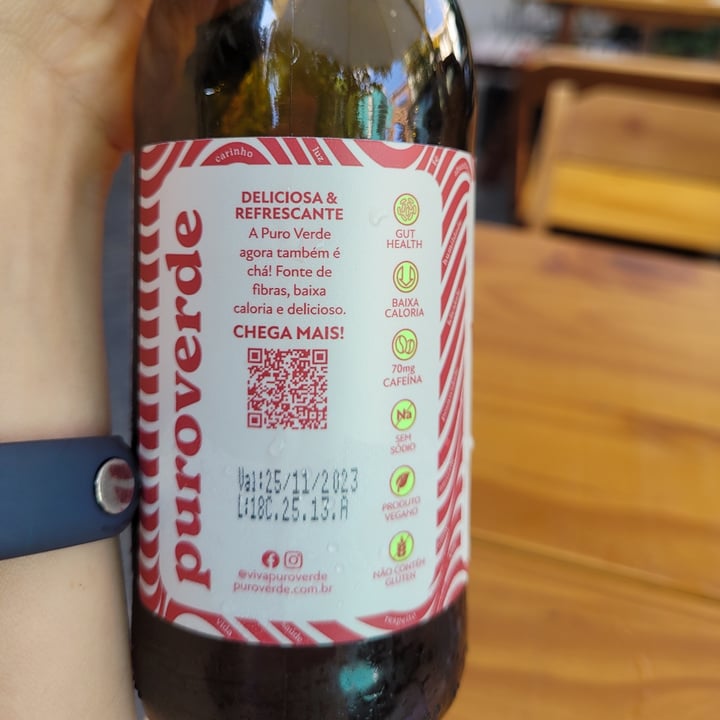 carinho
luz
fé
puroverde
DELICIOSA &
REFRESCANTE
A Puro Verde
agora também é
chá! Fonte de
fibras, baixa
caloria e delicioso.
CHEGA MAIS!
Val:25/11/2023
L:18C.25.13.A
@vivapuroverde
puroverde.com.br
GUT
HEALTH
BAIXA
CALORIA
70mg
CAFEÍNA
Na
SEM
SÓDIO
PRODUTO
VEGANO
NÃO CONTÉM
GLÚTEN
vida
saúde
respeito